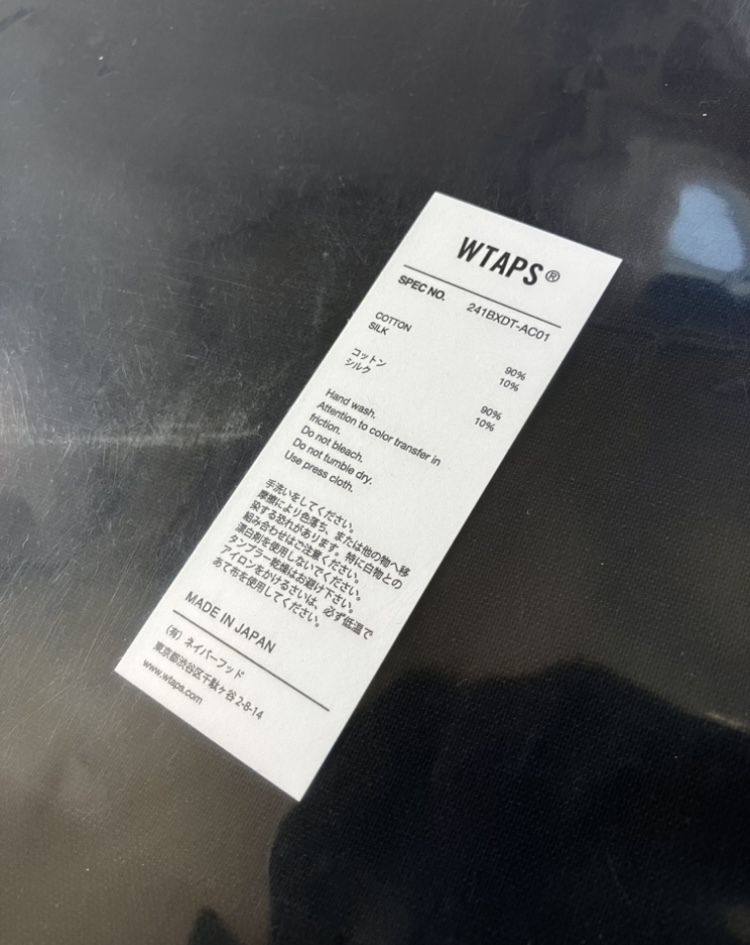 WTAPS®
SPEC NO. 241BXDT-AC01
COTTON 90%
SILK 10%
コットン 90%
シルク 10%
Hand wash.
Attention to color transfer in
friction.
Do not bleach.
Do not tumble dry.
Use press cloth.
手洗いをしてください。
摩擦により色落ち、または他の物へ移
染する恐れがあります。特に白物との
組み合わせはご注意ください。
漂白剤を使用しないでください。
タンブラー乾燥はお避け下さい。
アイロンをかけるさいは、必ず低温で
あて布を使用してください。
MADE IN JAPAN
（有）ネイバーフッド
東京都渋谷区千駄ヶ谷 2-8-14
www.wtaps.com